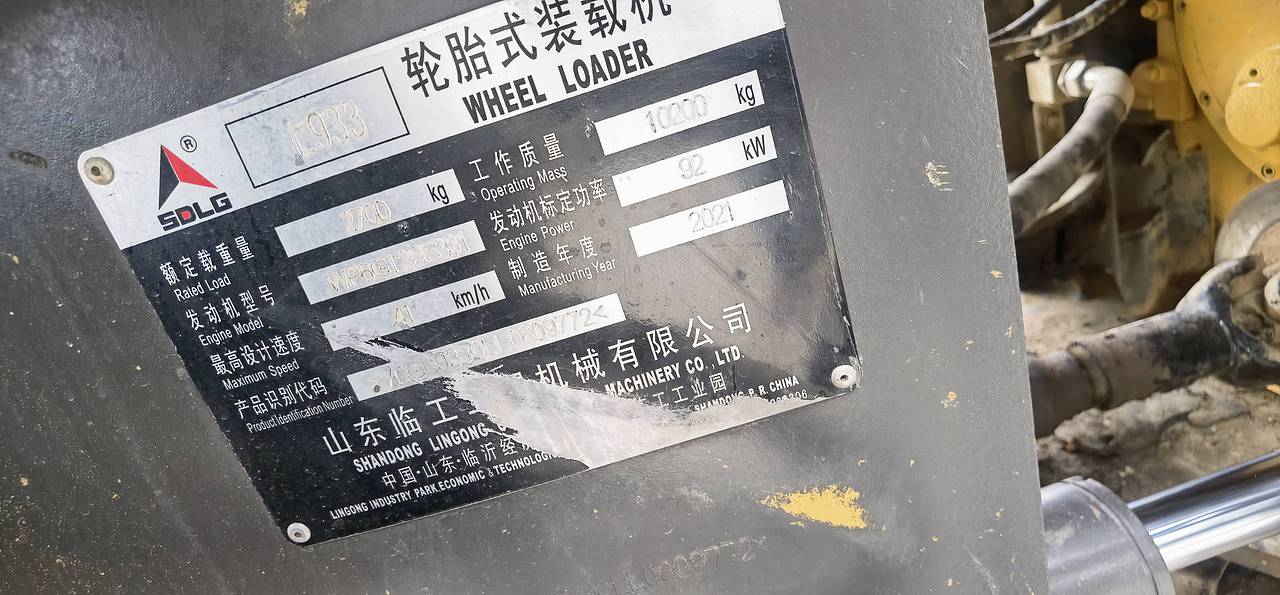 轮胎式装载机
WHEEL LOADER
933
®
SDLG
额定载重量 2700 kg
Rated Load
工作质量 10200 kg
Operating Mass
发动机型号
Engine Model
发动机标定功率 92 kW
Engine Power
最高设计速度 41 km/h
Maximum Speed
制造年度 2021
Manufacturing Year
产品识别代码 0609772<
Product Identification Number
山东临工 机械有限公司
SHANDONG LINGONG MACHINERY CO., LTD.
中国·山东·临沂经 工业园
LINGONG INDUSTRY PARK, ECONOMIC & TECHNOLOGI SHANDONG P. R. CHINA